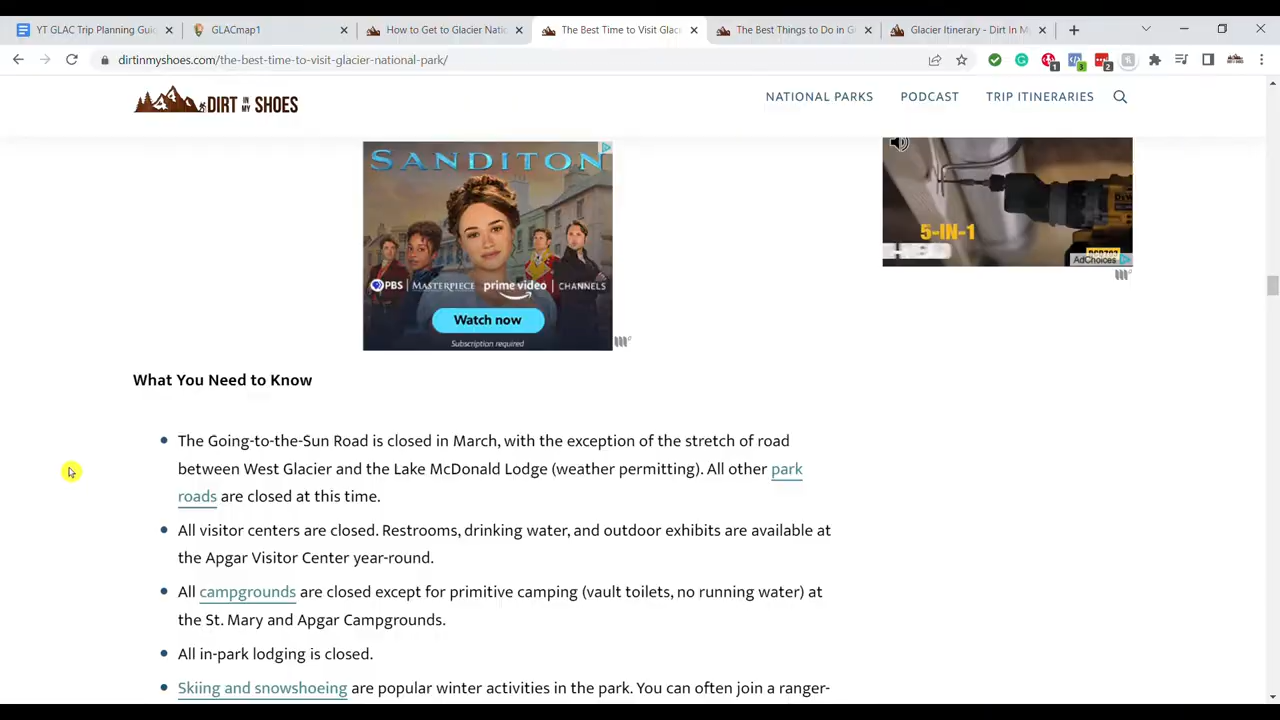 YT GLAC Trip Planning Guid
GLACmap1
How to Get to Glacier Natio
The Best Time to Visit Glac
The Best Things to Do in G
Glacier Itinerary - Dirt In M
dirtinmyshoes.com/the-best-time-to-visit-glacier-national-park/
1
3
2
DIRT IN MY SHOES
NATIONAL PARKS
PODCAST
TRIP ITINERARIES
SANDITON
PBS | MASTERPIECE prime video | CHANNELS
Watch now
Subscription required
5-IN-1
AdChoices
What You Need to Know
The Going-to-the-Sun Road is closed in March, with the exception of the stretch of road
between West Glacier and the Lake McDonald Lodge (weather permitting). All other park
roads are closed at this time.
All visitor centers are closed. Restrooms, drinking water, and outdoor exhibits are available at
the Apgar Visitor Center year-round.
All campgrounds are closed except for primitive camping (vault toilets, no running water) at
the St. Mary and Apgar Campgrounds.
All in-park lodging is closed.
Skiing and snowshoeing are popular winter activities in the park. You can often join a ranger-